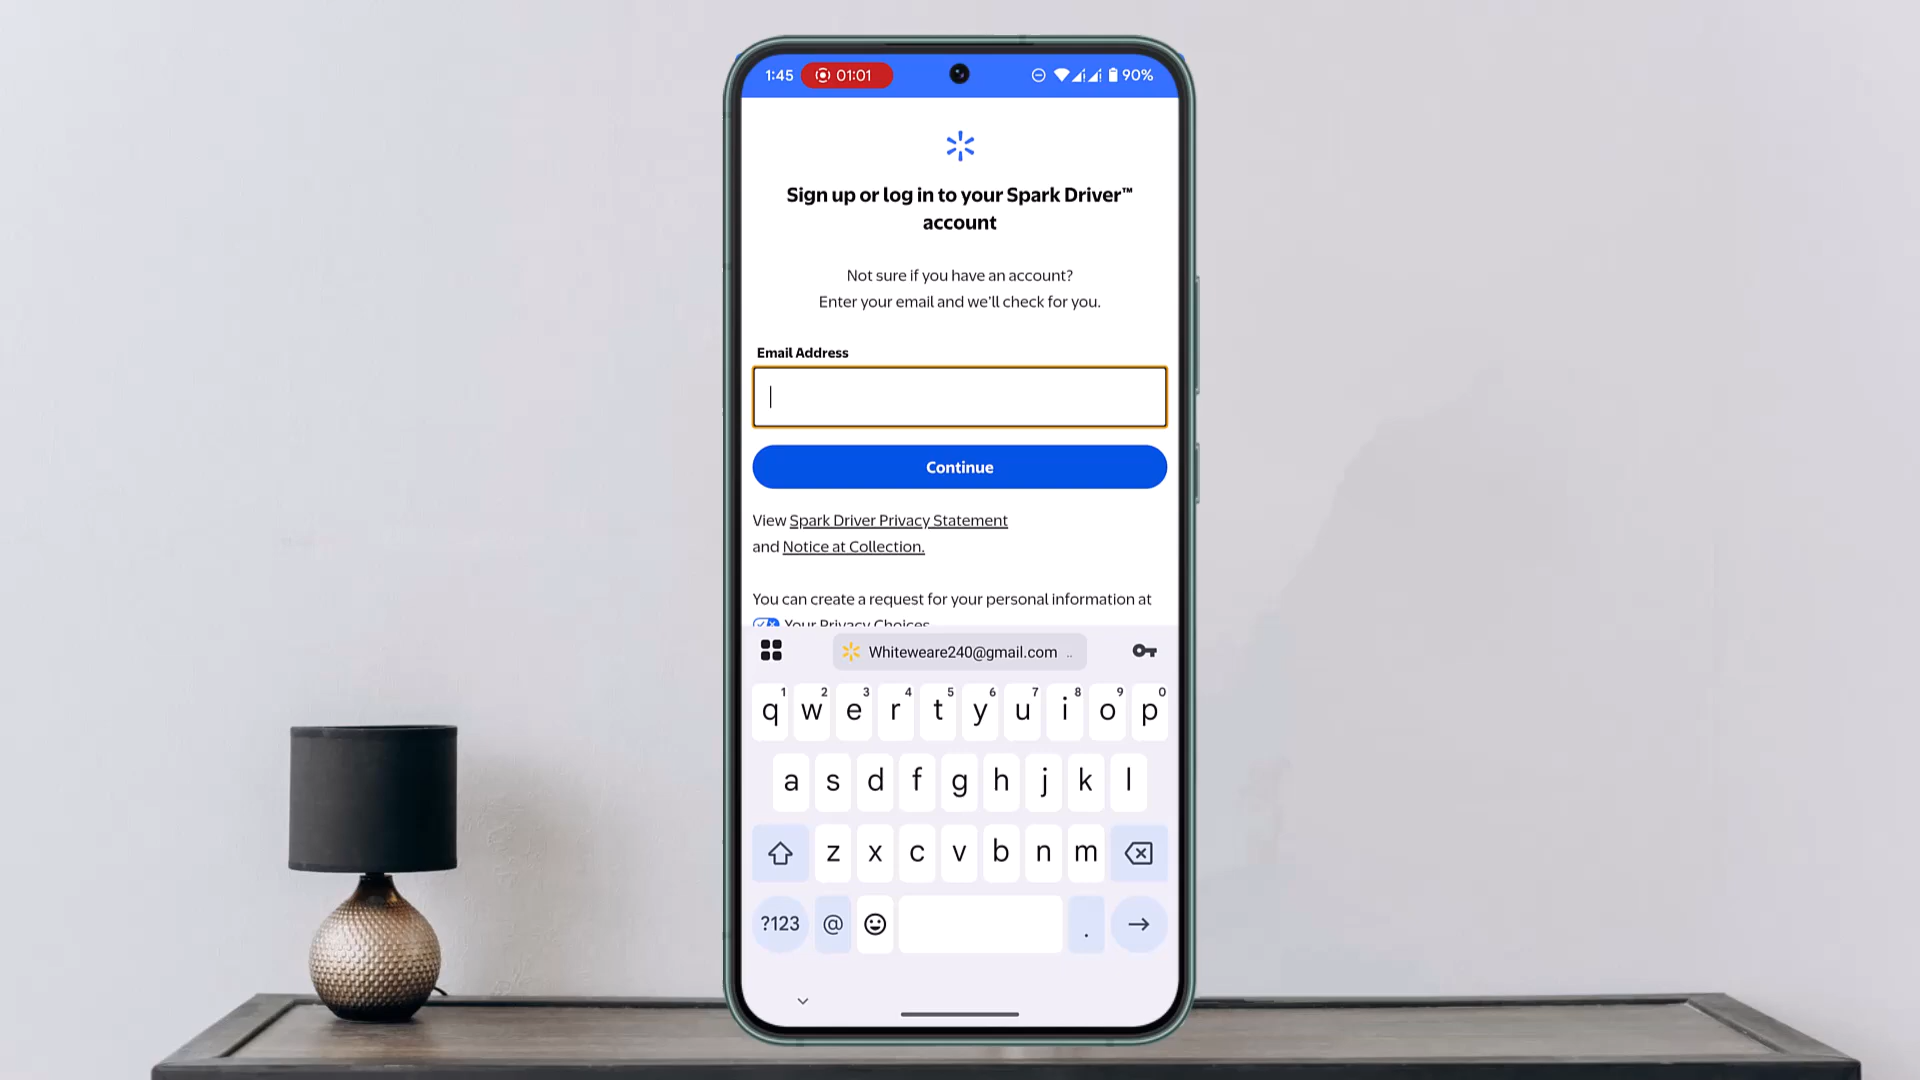 1:45 01:01 90%
Sign up or log in to your Spark Driver™
account
Not sure if you have an account?
Enter your email and we'll check for you.
Email Address
Continue
View Spark Driver Privacy Statement
and Notice at Collection.
You can create a request for your personal information at
Your Privacy Choices
Whiteweare240@gmail.com ..
1 2 3 4 5 6 7 8 9 0
q w e r t y u i o p
a s d f g h j k l
z x c v b n m
?123 @ .